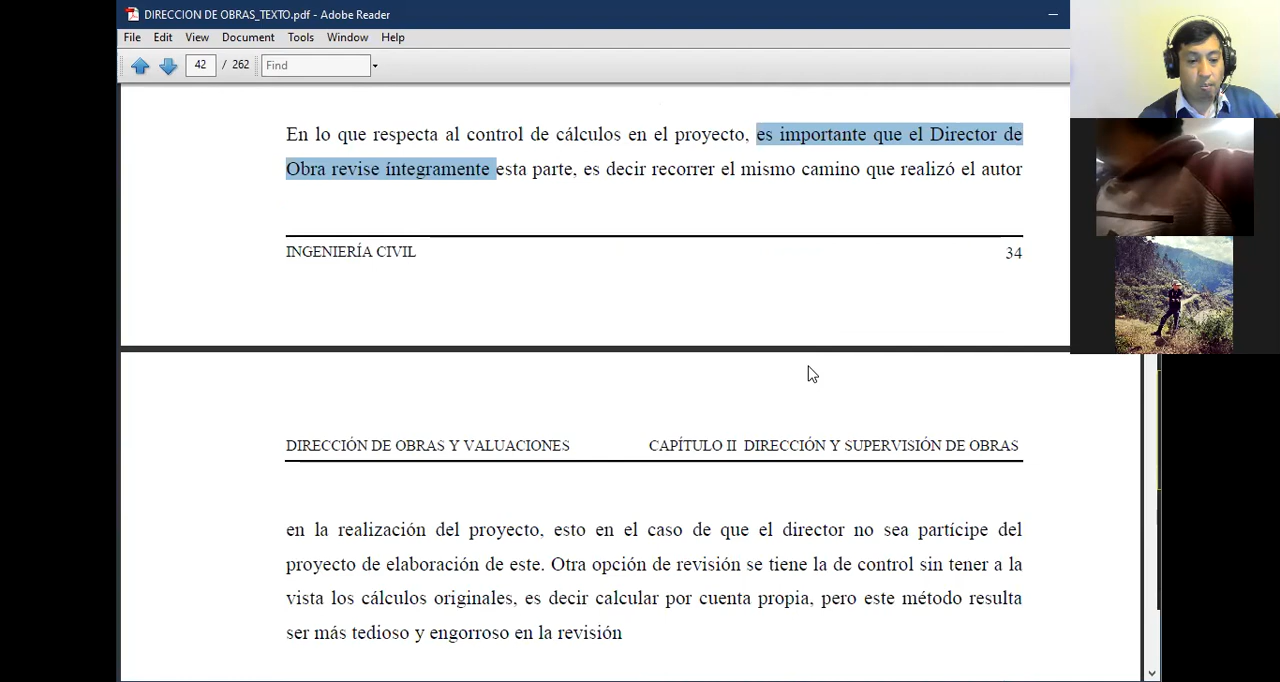 DIRECCION DE OBRAS_TEXTO.pdf - Adobe Reader
File Edit View Document Tools Window Help
42 / 262 Find
En lo que respecta al control de cálculos en el proyecto, es importante que el Director de
Obra revise íntegramente esta parte, es decir recorrer el mismo camino que realizó el autor
INGENIERÍA CIVIL 34
DIRECCIÓN DE OBRAS Y VALUACIONES CAPÍTULO II DIRECCIÓN Y SUPERVISIÓN DE OBRAS
en la realización del proyecto, esto en el caso de que el director no sea partícipe del
proyecto de elaboración de este. Otra opción de revisión se tiene la de control sin tener a la
vista los cálculos originales, es decir calcular por cuenta propia, pero este método resulta
ser más tedioso y engorroso en la revisión